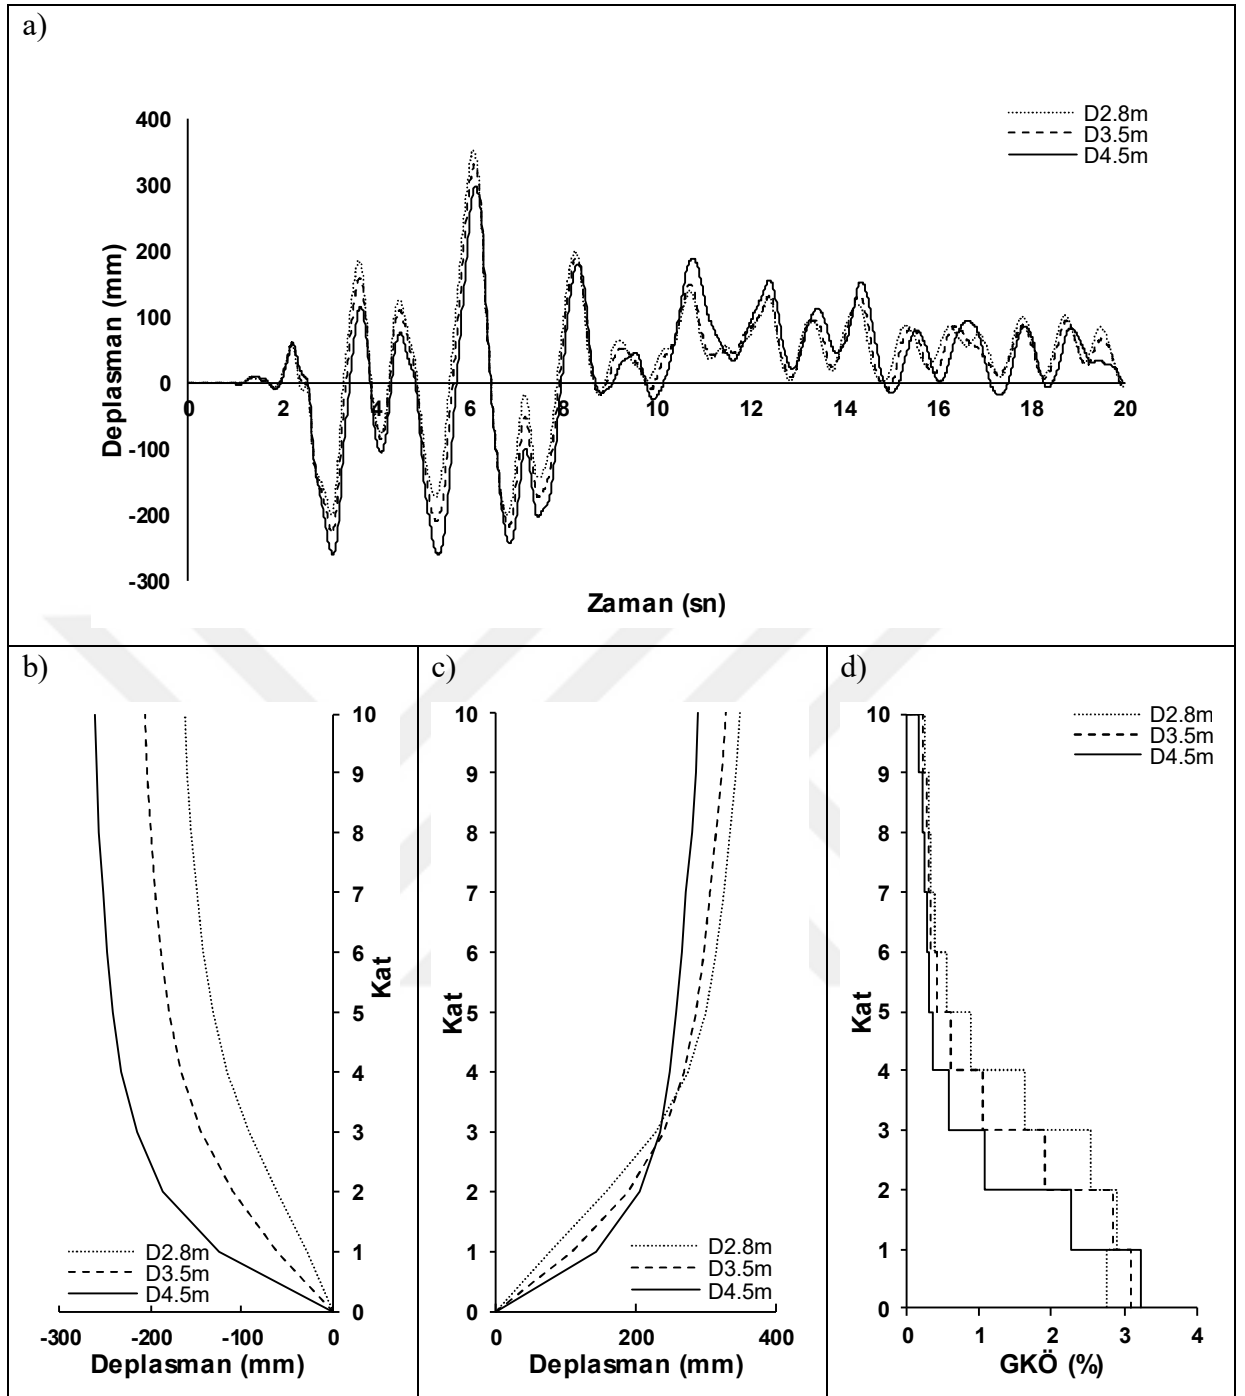 a)
D2.8m
D3.5m
D4.5m
400
300
200
100
0
-100
-200
-300
0 2 4 6 8 10 12 14 16 18 20
Deplasman (mm)
Zaman (sn)
b)
10
9
8
7
6
5
4
3
2
1
0
Kat
D2.8m
D3.5m
D4.5m
-300 -200 -100 0
Deplasman (mm)
c)
10
9
8
7
6
5
4
3
2
1
0
Kat
D2.8m
D3.5m
D4.5m
0 200 400
Deplasman (mm)
d)
D2.8m
D3.5m
D4.5m
10
9
8
7
6
5
4
3
2
1
0
Kat
0 1 2 3 4
GKÖ (%)